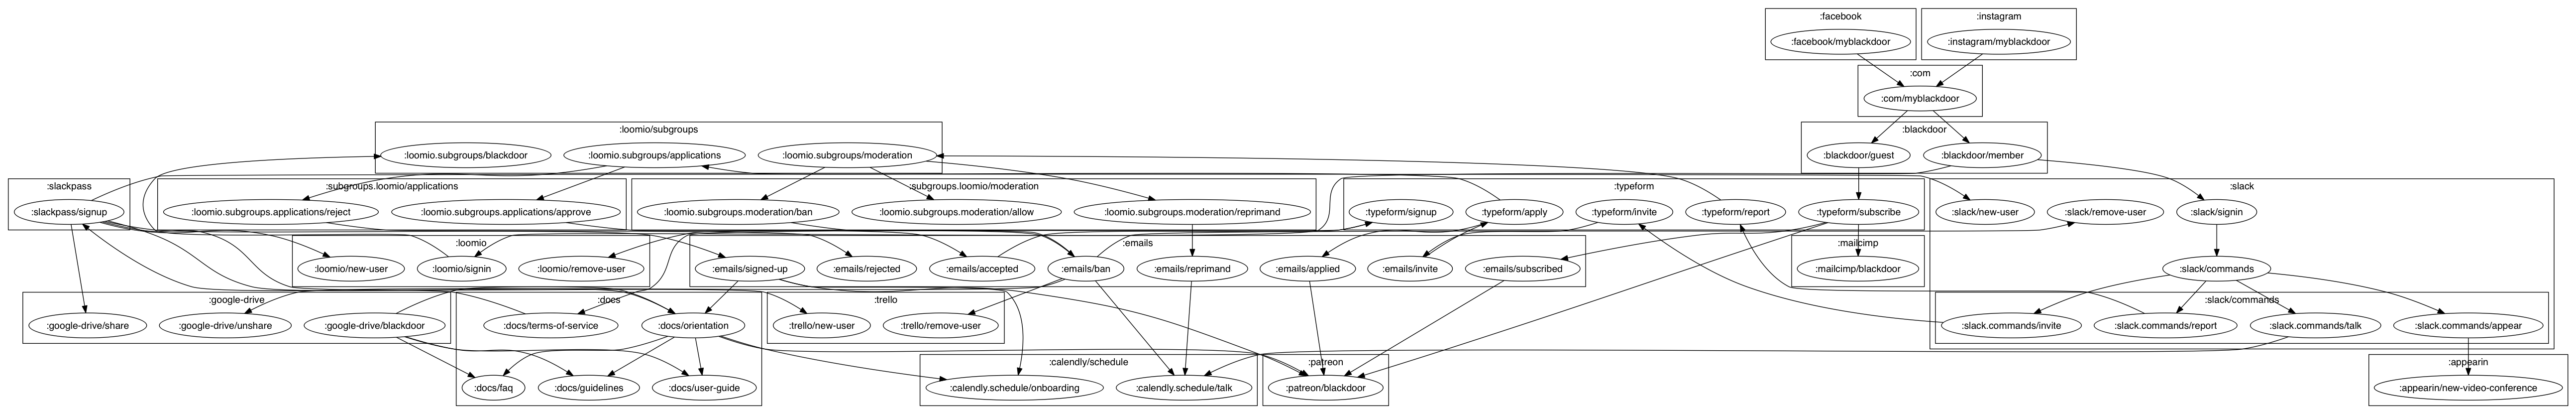 :facebook
:instagram
:facebook/myblackdoor
:instagram/myblackdoor
:com
:com/myblackdoor
:loomio/subgroups
:blackdoor
:loomio.subgroups/blackdoor
:loomio.subgroups/applications
:loomio.subgroups/moderation
:blackdoor/guest
:blackdoor/member
:slackpass
:subgroups.loomio/applications
:subgroups.loomio/moderation
:typeform
:slack
:slackpass/signup
:loomio.subgroups.applications/reject
:loomio.subgroups.applications/approve
:loomio.subgroups.moderation/ban
:loomio.subgroups.moderation/allow
:loomio.subgroups.moderation/reprimand
:typeform/signup
:typeform/apply
:typeform/invite
:typeform/report
:typeform/subscribe
:slack/new-user
:slack/remove-user
:slack/signin
:loomio
:emails
:mailcimp
:loomio/new-user
:loomio/signin
:loomio/remove-user
:emails/signed-up
:emails/rejected
:emails/accepted
:emails/ban
:emails/reprimand
:emails/applied
:emails/invite
:emails/subscribed
:mailcimp/blackdoor
:slack/commands
:google-drive
:docs
:trello
:slack/commands
:google-drive/share
:google-drive/unshare
:google-drive/blackdoor
:docs/terms-of-service
:docs/orientation
:trello/new-user
:trello/remove-user
:slack.commands/invite
:slack.commands/report
:slack.commands/talk
:slack.commands/appear
:calendly/schedule
:patreon
:appearin
:docs/faq
:docs/guidelines
:docs/user-guide
:calendly.schedule/onboarding
:calendly.schedule/talk
:patreon/blackdoor
:appearin/new-video-conference